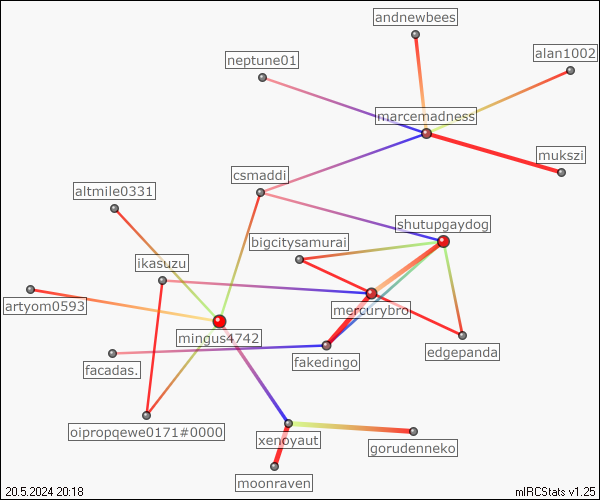 andnewbees
alan1002
neptune01
marcemadness
mukszi
csmaddi
altmile0331
shutupgaydog
bigcitysamurai
ikasuzu
artyom0593
mercurybro
mingus4742
edgepanda
fakedingo
facadas.
oipropqewe0171#0000
xenoyaut
gorudenneko
moonraven
20.5.2024 20:18
mIRCStats v1.25